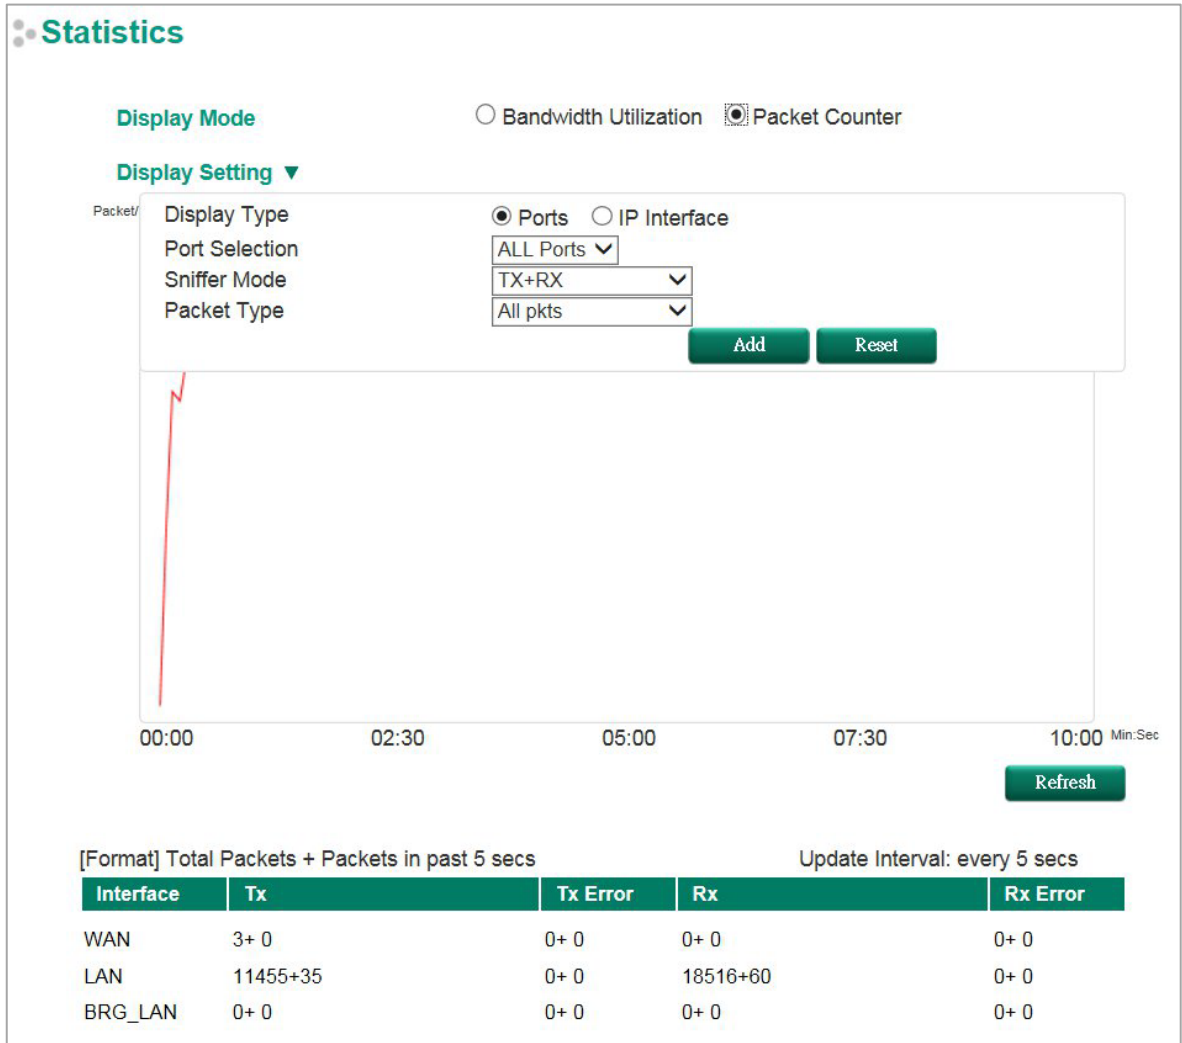 Statistics
Display Mode Bandwidth Utilization Packet Counter
Display Setting ▼
Packet/
Display Type Ports IP Interface
Port Selection ALL Ports
Sniffer Mode TX+RX
Packet Type All pkts
Add Reset
00:00 02:30 05:00 07:30 10:00 Min:Sec
Refresh
[Format] Total Packets + Packets in past 5 secs Update Interval: every 5 secs
Interface Tx Tx Error Rx Rx Error
WAN 3+ 0 0+ 0 0+ 0 0+ 0
LAN 11455+35 0+ 0 18516+60 0+ 0
BRG_LAN 0+ 0 0+ 0 0+ 0 0+ 0